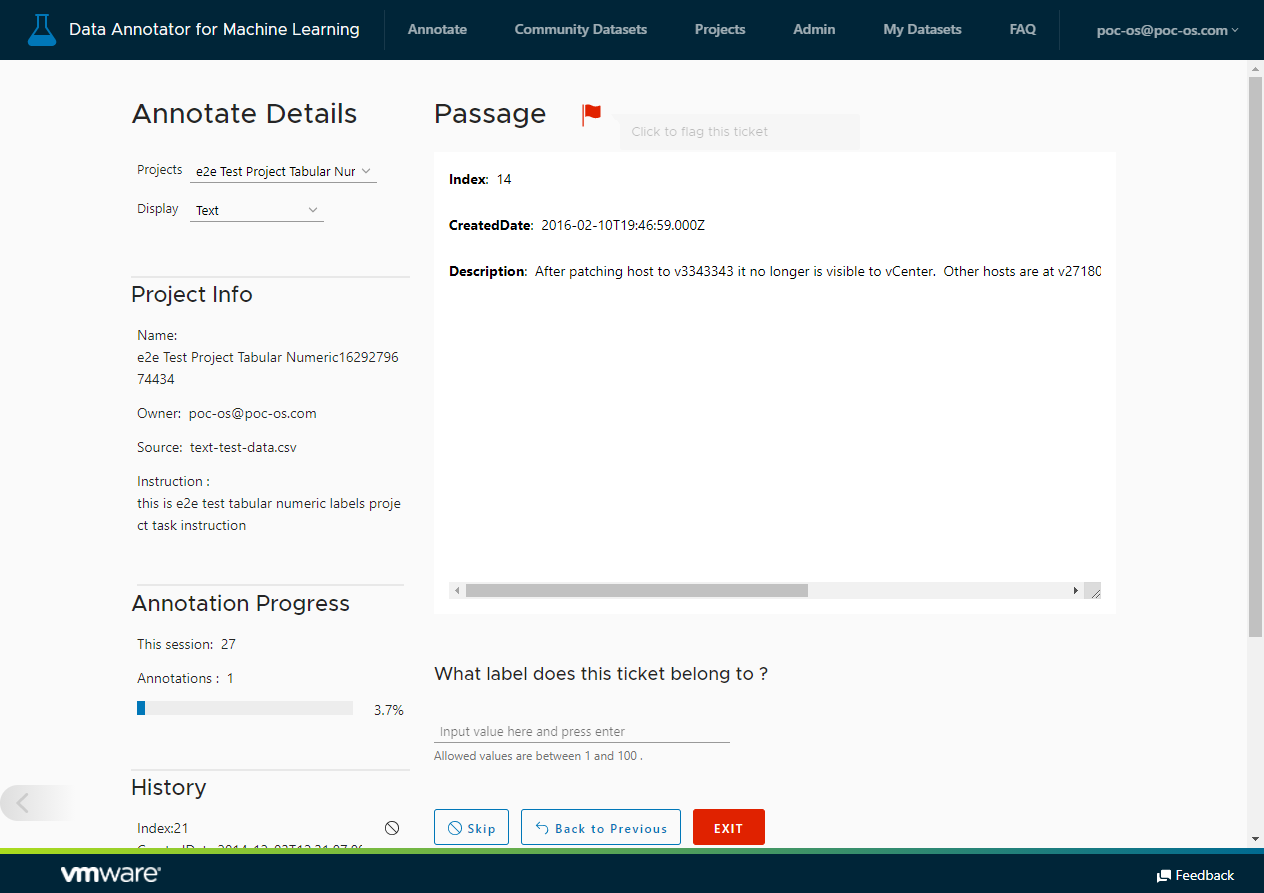 Data Annotator for Machine Learning
Annotate
Community Datasets
Projects
Admin
My Datasets
FAQ
poc-os@poc-os.com
Annotate Details
Projects
e2e Test Project Tabular Nur
Display
Text
Project Info
Name:
e2e Test Project Tabular Numeric16292796
74434
Owner: poc-os@poc-os.com
Source: text-test-data.csv
Instruction :
this is e2e test tabular numeric labels proje
ct task instruction
Annotation Progress
This session: 27
Annotations : 1
3.7%
History
Index:21
Passage
Click to flag this ticket
Index: 14
CreatedDate: 2016-02-10T19:46:59.000Z
Description: After patching host to v3343343 it no longer is visible to vCenter. Other hosts are at v27180
What label does this ticket belong to ?
Input value here and press enter
Allowed values are between 1 and 100 .
Skip
Back to Previous
EXIT
vmware
Feedback